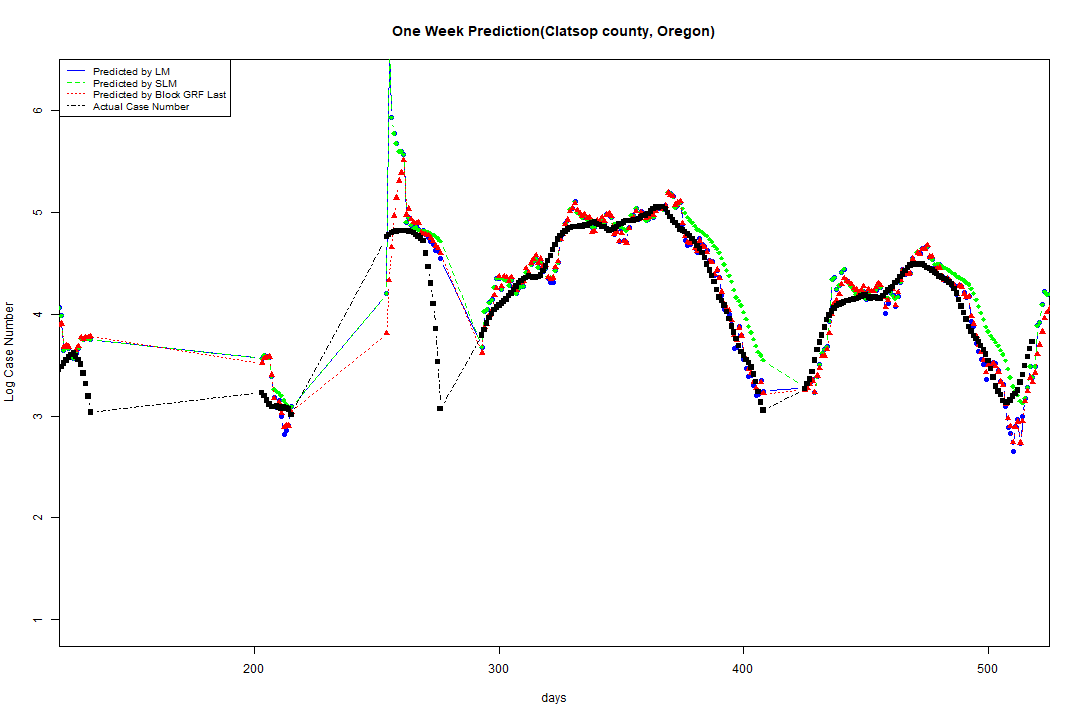 One Week Prediction(Clatsop county, Oregon)
Predicted by LM
Predicted by SLM
Predicted by Block GRF Last
Actual Case Number
Log Case Number
6
5
4
3
2
1
200 300 400 500
days